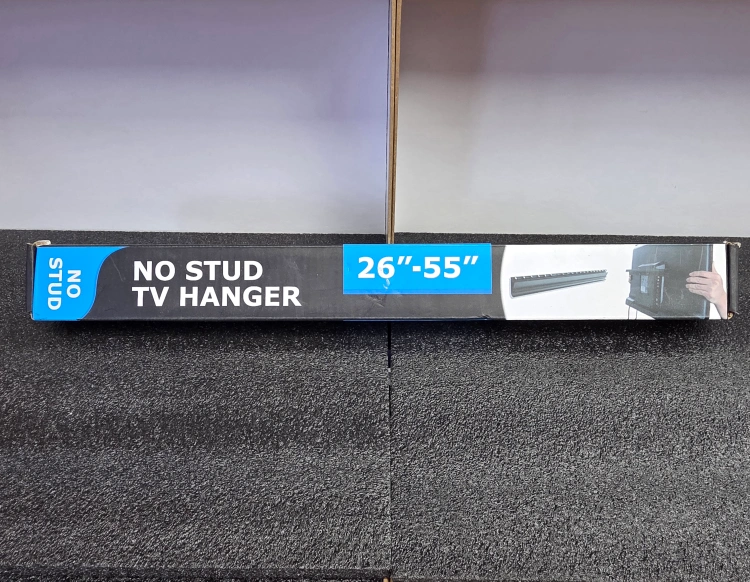 NO
STUD
NO STUD
TV HANGER
26”-55”